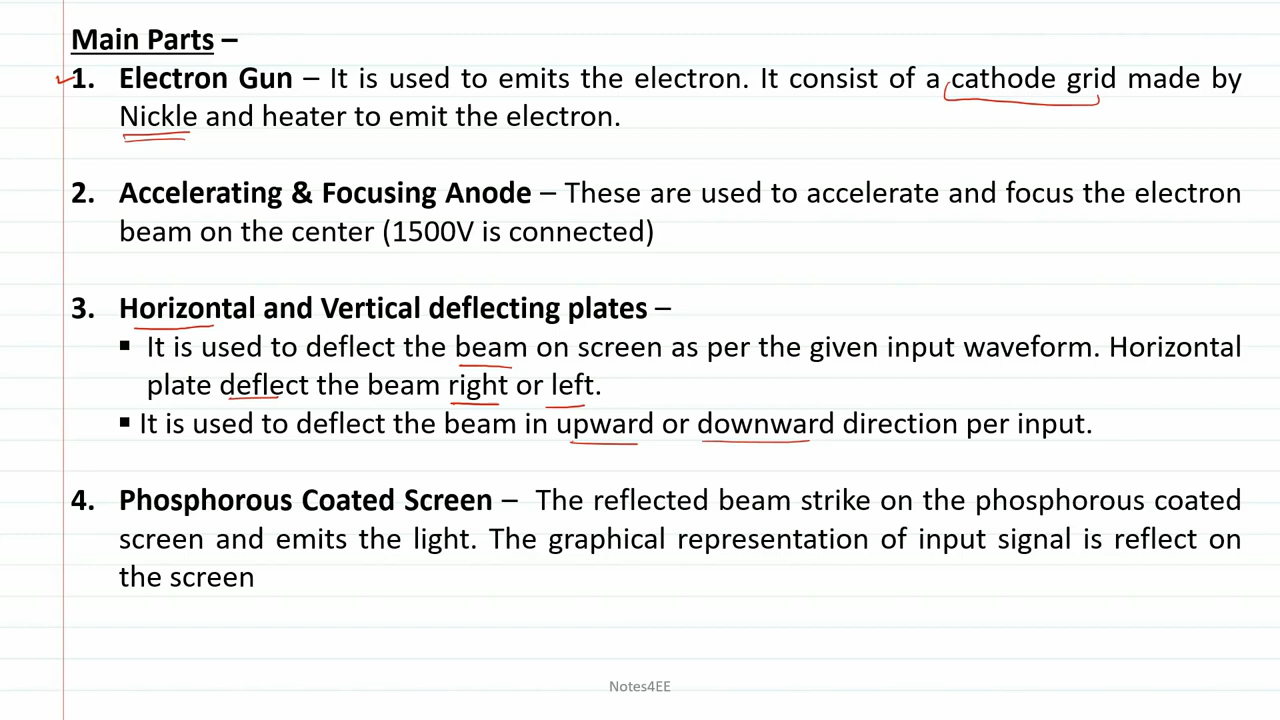 Main Parts –
1. Electron Gun – It is used to emits the electron. It consist of a cathode grid made by
Nickle and heater to emit the electron.
2. Accelerating & Focusing Anode – These are used to accelerate and focus the electron
beam on the center (1500V is connected)
3. Horizontal and Vertical deflecting plates –
▪ It is used to deflect the beam on screen as per the given input waveform. Horizontal
plate deflect the beam right or left.
▪ It is used to deflect the beam in upward or downward direction per input.
4. Phosphorous Coated Screen – The reflected beam strike on the phosphorous coated
screen and emits the light. The graphical representation of input signal is reflect on
the screen
Notes4EE